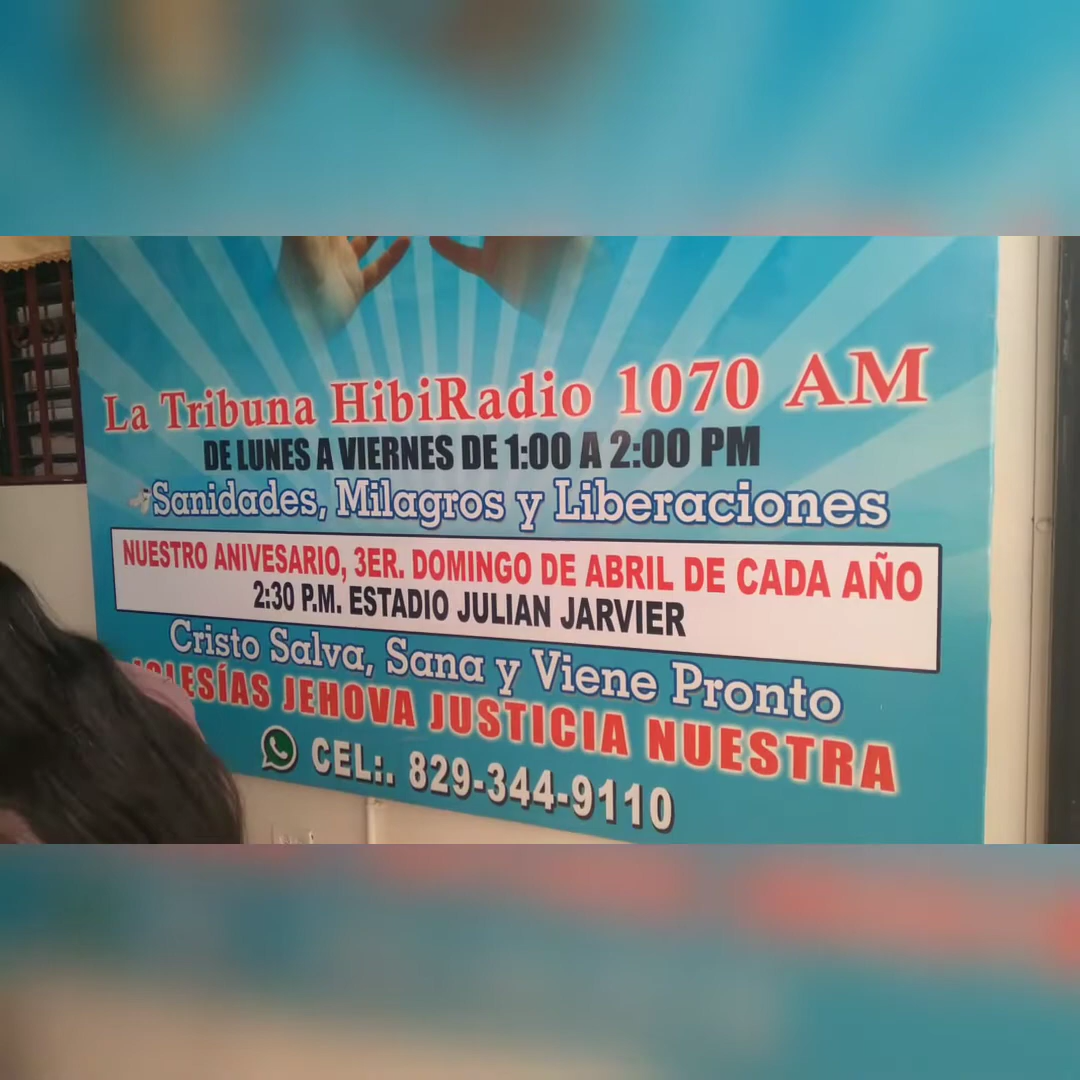 La Tribuna HibiRadio 1070 AM
DE LUNES A VIERNES DE 1:00 A 2:00 PM
Sanidades, Milagros y Liberaciones
NUESTRO ANIVESARIO, 3ER. DOMINGO DE ABRIL DE CADA AÑO
2:30 P.M. ESTADIO JULIAN JARVIER
Cristo Salva, Sana y Viene Pronto
IGLESÍAS JEHOVA JUSTICIA NUESTRA
CEL:. 829-344-9110